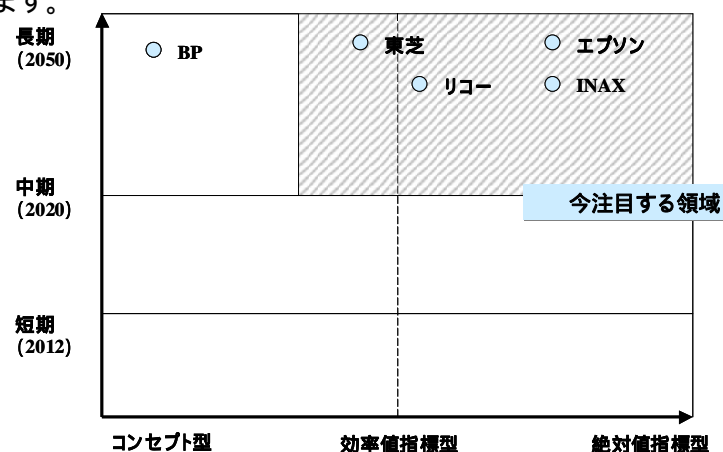 ます。
長期
(2050)
BP
東芝
エプソン
リコー
INAX
中期
(2020)
今注目する領域
短期
(2012)
コンセプト型
効率値指標型
絶対値指標型